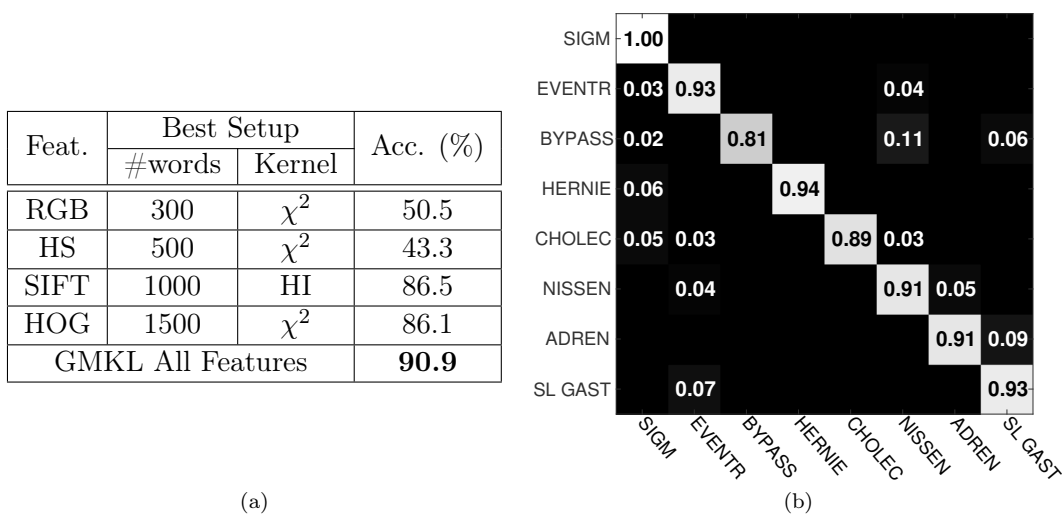 Feat. Best Setup Acc. (%)
#words Kernel
RGB 300 χ² 50.5
HS 500 χ² 43.3
SIFT 1000 HI 86.5
HOG 1500 χ² 86.1
GMKL All Features 90.9
(a)
SIGM 1.00
EVENTR 0.03 0.93 0.04
BYPASS 0.02 0.81 0.11 0.06
HERNIE 0.06 0.94
CHOLEC 0.05 0.03 0.89 0.03
NISSEN 0.04 0.91 0.05
ADREN 0.91 0.09
SL GAST 0.07 0.93
SIGM EVENTR BYPASS HERNIE CHOLEC NISSEN ADREN SL GAST
(b)